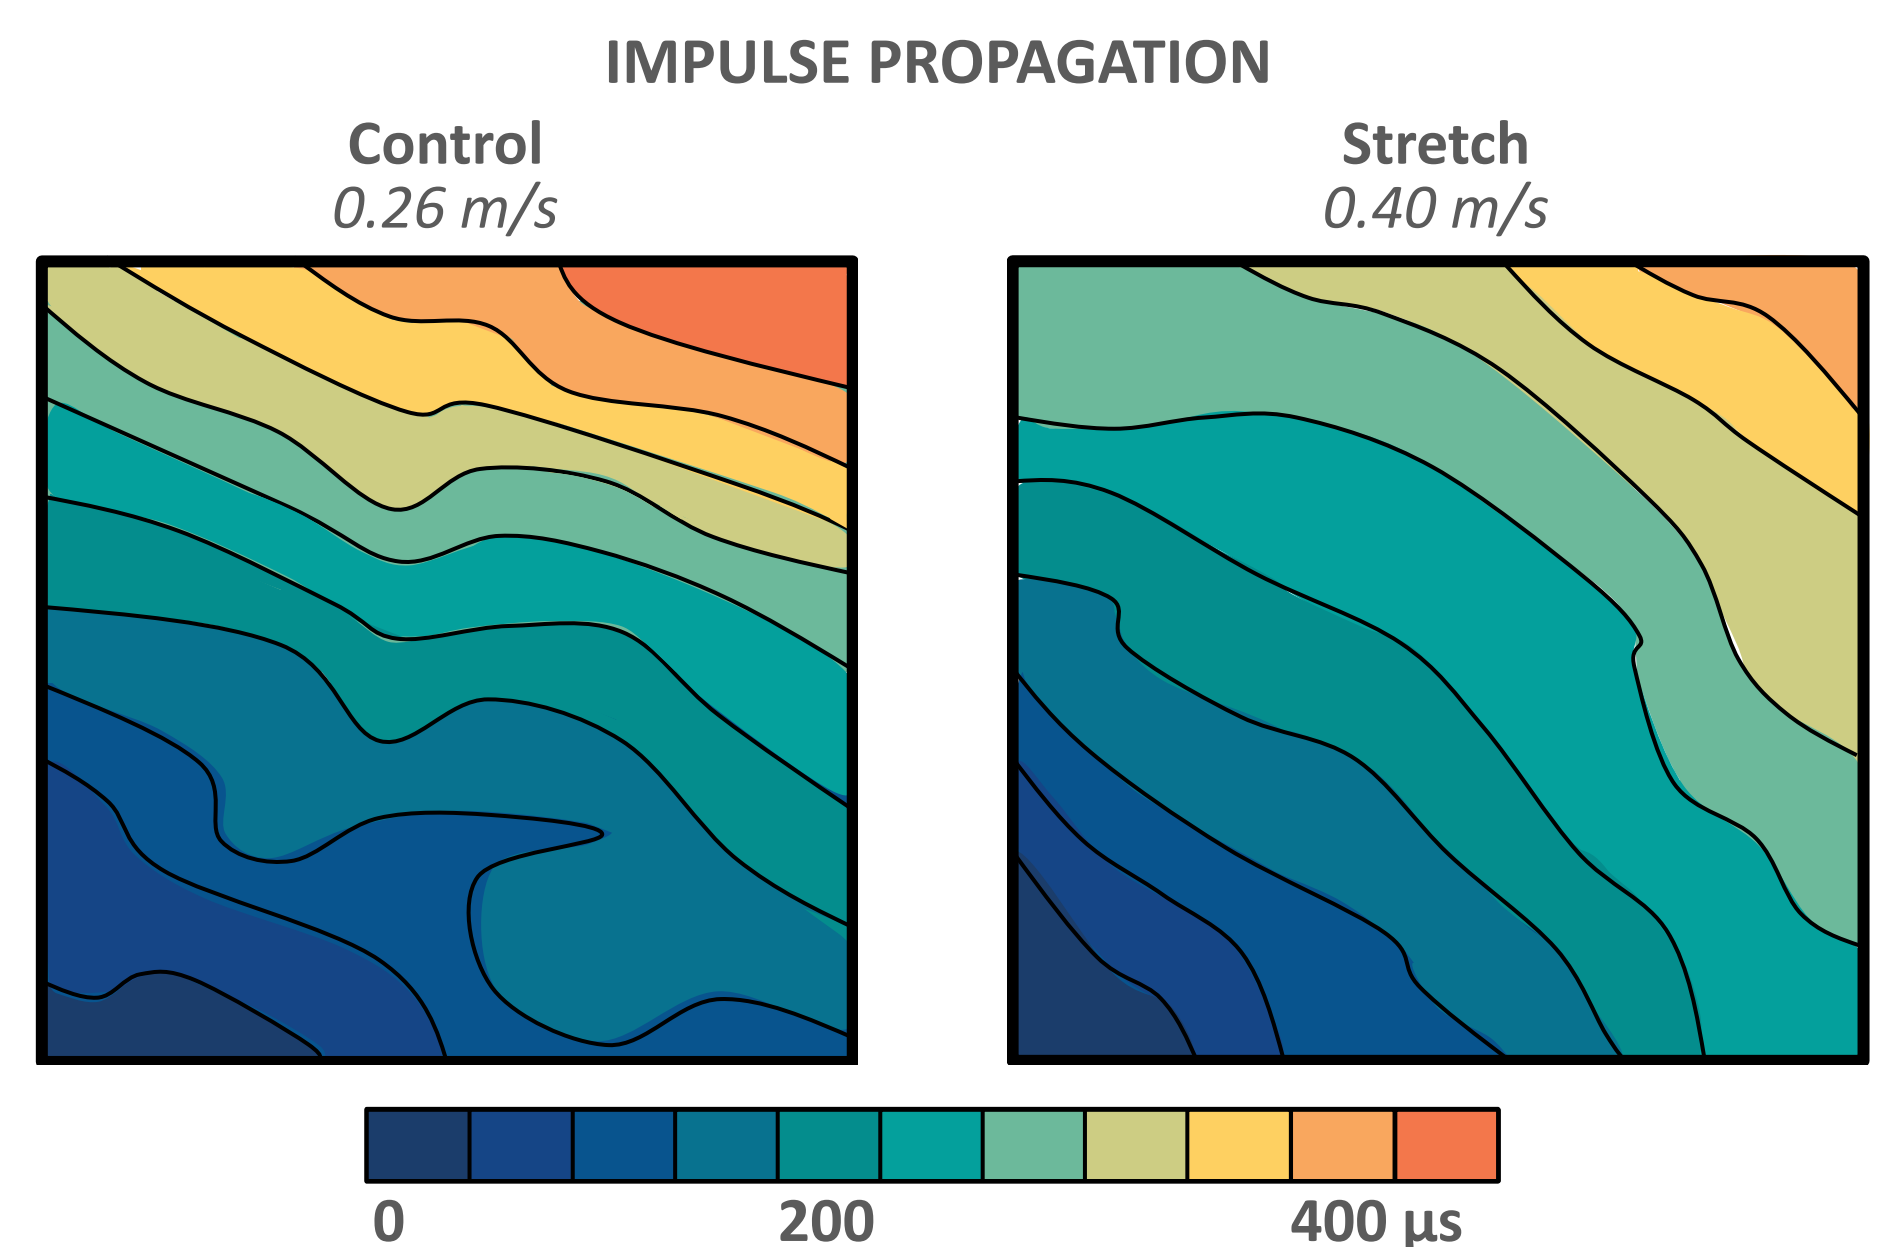 IMPULSE PROPAGATION
Control
0.26 m/s
Stretch
0.40 m/s
0 200 400 µs